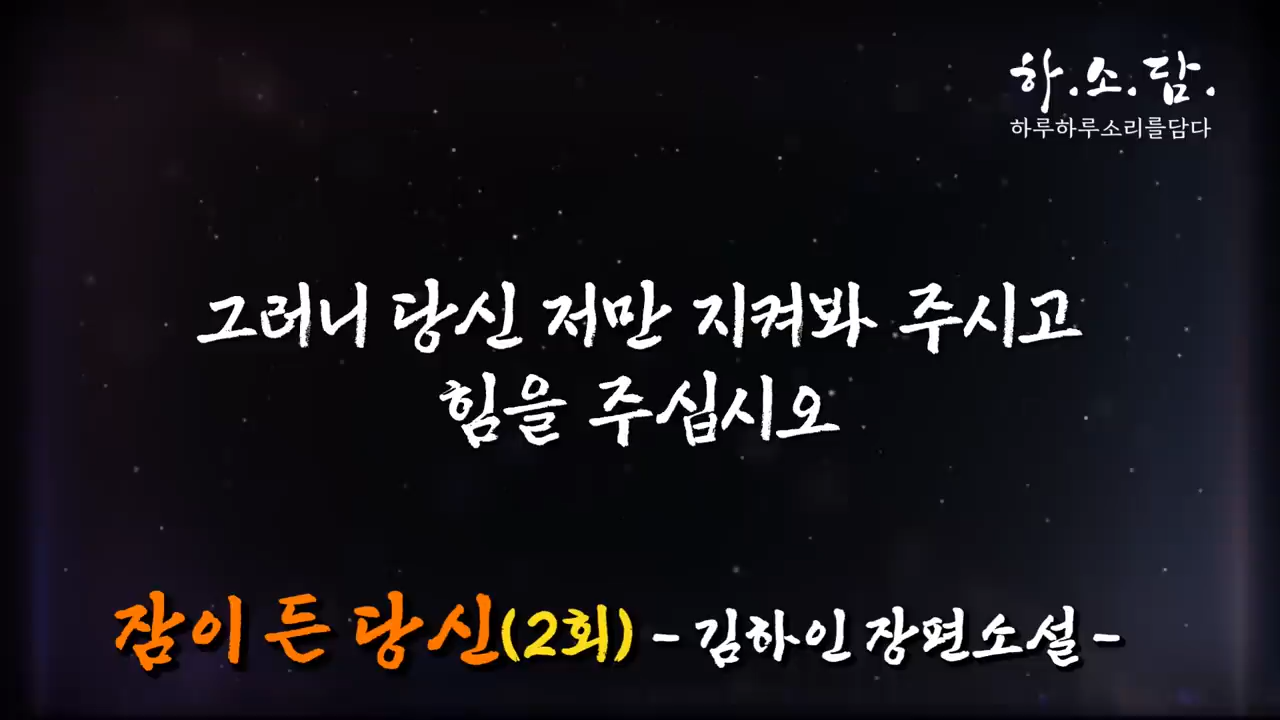 하.소.담.
하루하루소리를담다
그러니 당신 저만 지켜봐 주시고
힘을 주십시오
잠이 든 당신(2회) - 김하인 장편소설 -